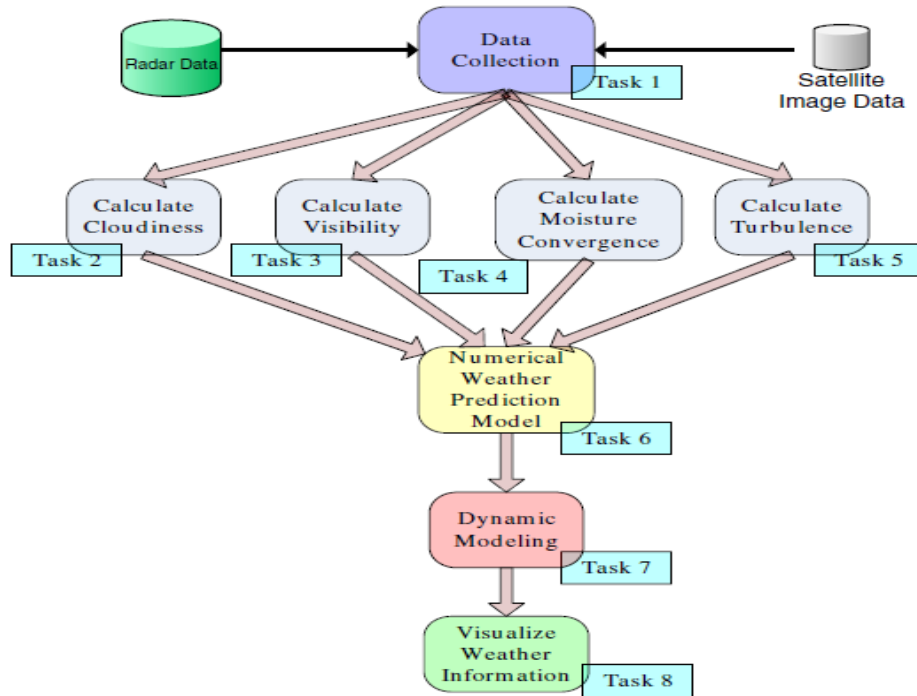 Radar Data
Data
Collection
Task 1
Satellite
Image Data
Calculate
Cloudiness
Task 2
Calculate
Visibility
Task 3
Calculate
Moisture
Convergence
Task 4
Calculate
Turbulence
Task 5
Numerical
Weather
Prediction
Model
Task 6
Dynamic
Modeling
Task 7
Visualize
Weather
Information
Task 8